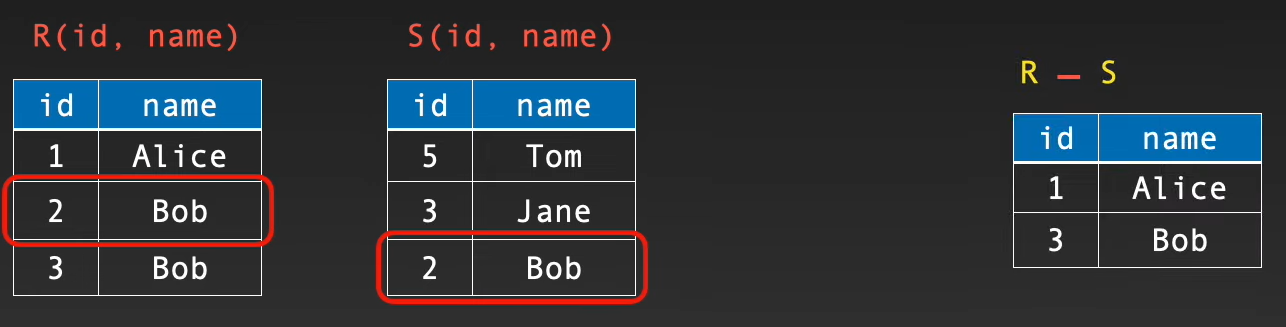 R(id, name)
id name
1 Alice
2 Bob
3 Bob
S(id, name)
id name
5 Tom
3 Jane
2 Bob
R — S
id name
1 Alice
3 Bob